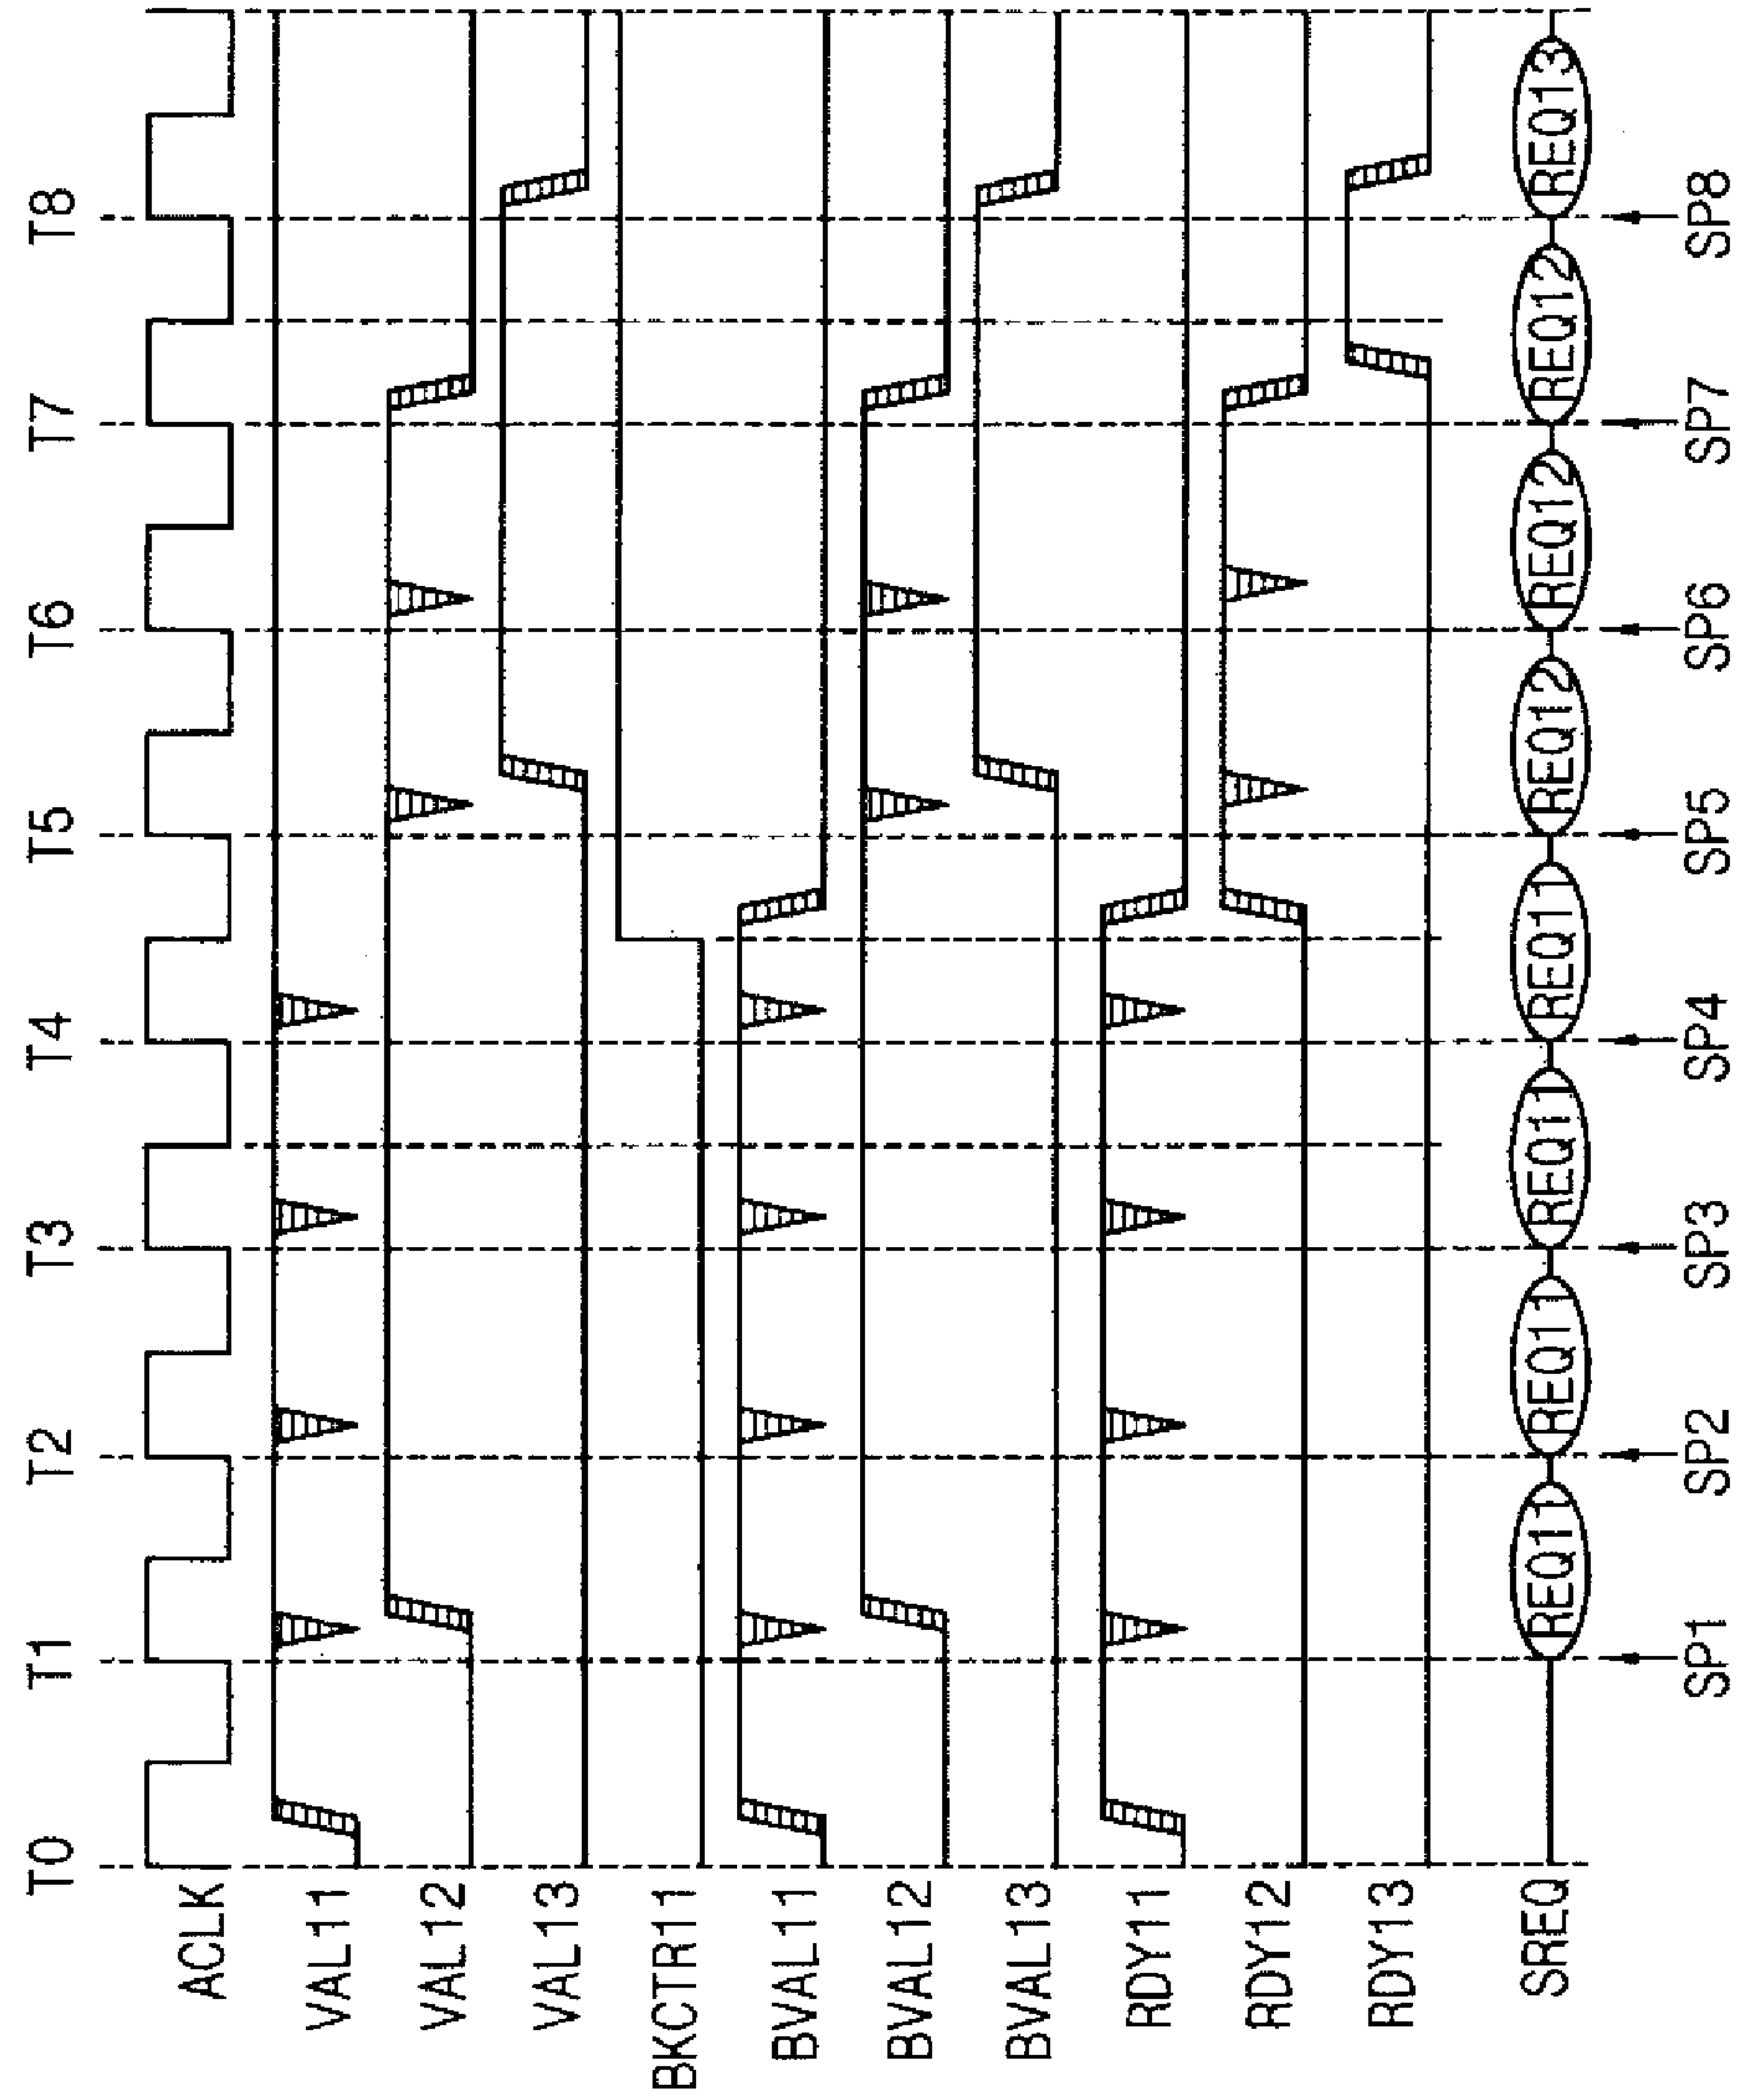 T0 T1 T2 T3 T4 T5 T6 T7 T8
ACLK
VAL11
VAL12
VAL13
BKCTR11
BVAL11
BVAL12
BVAL13
RDY11
RDY12
RDY13
SREQ REQ11 REQ11 REQ11 REQ11 REQ12 REQ12 REQ12 REQ13
SP1 SP2 SP3 SP4 SP5 SP6 SP7 SP8